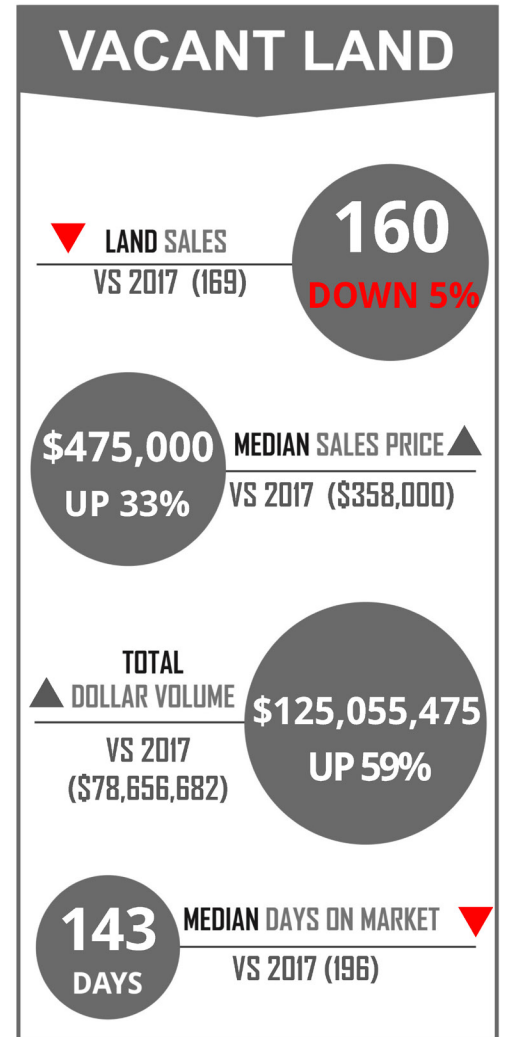 VACANT LAND
LAND SALES
VS 2017 (169)
160
DOWN 5%
$475,000
UP 33%
MEDIAN SALES PRICE
VS 2017 ($358,000)
TOTAL
DOLLAR VOLUME
VS 2017
($78,656,682)
$125,055,475
UP 59%
143
DAYS
MEDIAN DAYS ON MARKET
VS 2017 (196)